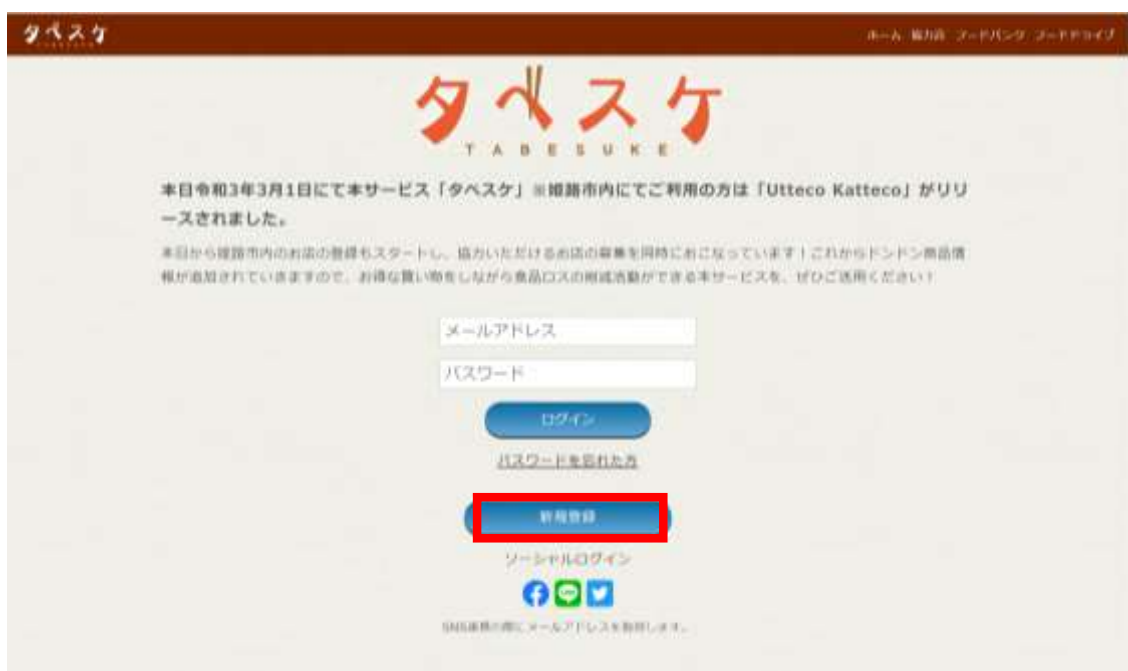 タベスケ
ホーム 協力店 フードバンク フードドライブ
タベスケ
TABESUKE
本日令和3年3月1日にて本サービス「タベスケ」※姫路市内にてご利用の方は「Utteco Katteco」がリリ
ースされました。
本日から姫路市内のお店の登録もスタートし、協力いただけるお店の募集を同時におこなっています！これからドンドン商品情
報が追加されていきますので、お得な買い物をしながら食品ロスの削減活動ができる本サービスを、ぜひご活用ください！
メールアドレス
パスワード
ログイン
パスワードを忘れた方
新規登録
ソーシャルログイン
SNS連携の際にメールアドレスを取得します。